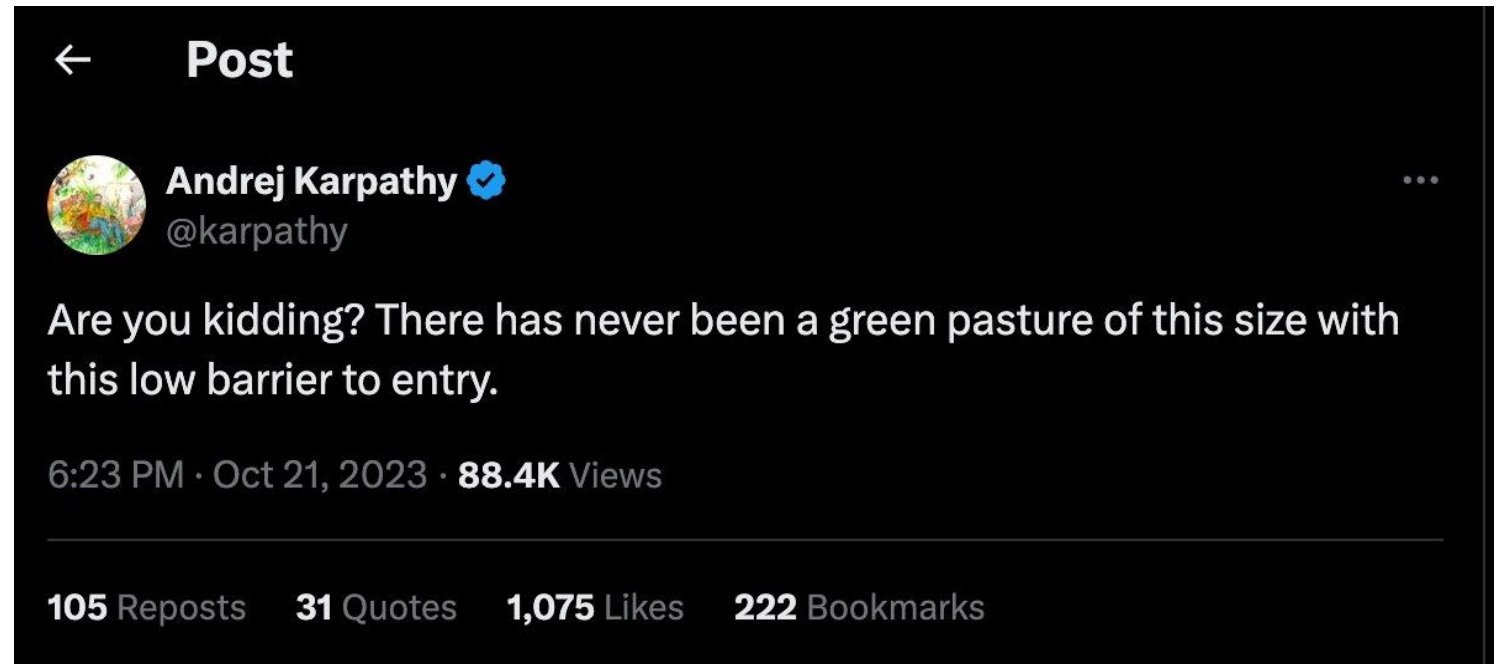 Post
Andrej Karpathy
@karpathy
Are you kidding? There has never been a green pasture of this size with
this low barrier to entry.
6:23 PM · Oct 21, 2023 · 88.4K Views
105 Reposts 31 Quotes 1,075 Likes 222 Bookmarks